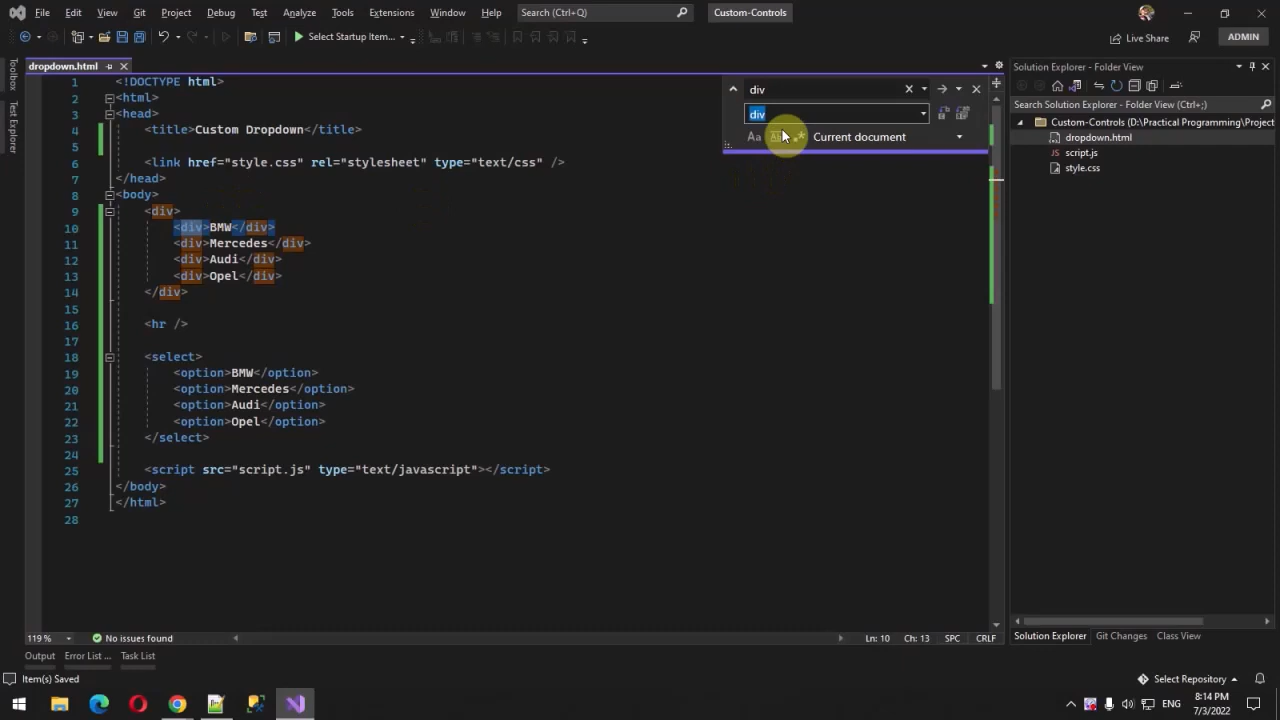 File Edit View Git Project Build Debug Test Analyze Tools Extensions Window Help Search (Ctrl+Q) Custom-Controls
Select Startup Item... Live Share ADMIN
Toolbox
Test Explorer
dropdown.html
1 <!DOCTYPE html>
2 <html>
3 <head>
4 <title>Custom Dropdown</title>
5
6 <link href="style.css" rel="stylesheet" type="text/css" />
7 </head>
8 <body>
9 <div>
10 <div>BMW</div>
11 <div>Mercedes</div>
12 <div>Audi</div>
13 <div>Opel</div>
14 </div>
15
16 <hr />
17
18 <select>
19 <option>BMW</option>
20 <option>Mercedes</option>
21 <option>Audi</option>
22 <option>Opel</option>
23 </select>
24
25 <script src="script.js" type="text/javascript"></script>
26 </body>
27 </html>
28
div
div
Aa Current document
Solution Explorer - Folder View
Search Solution Explorer - Folder View (Ctrl+;)
Custom-Controls (D:\Practical Programming\Project
dropdown.html
JS script.js
style.css
119 % No issues found Ln: 10 Ch: 13 SPC CRLF
Solution Explorer Git Changes Class View
Output Error List ... Task List
Item(s) Saved Select Repository
ENG 8:14 PM
7/3/2022